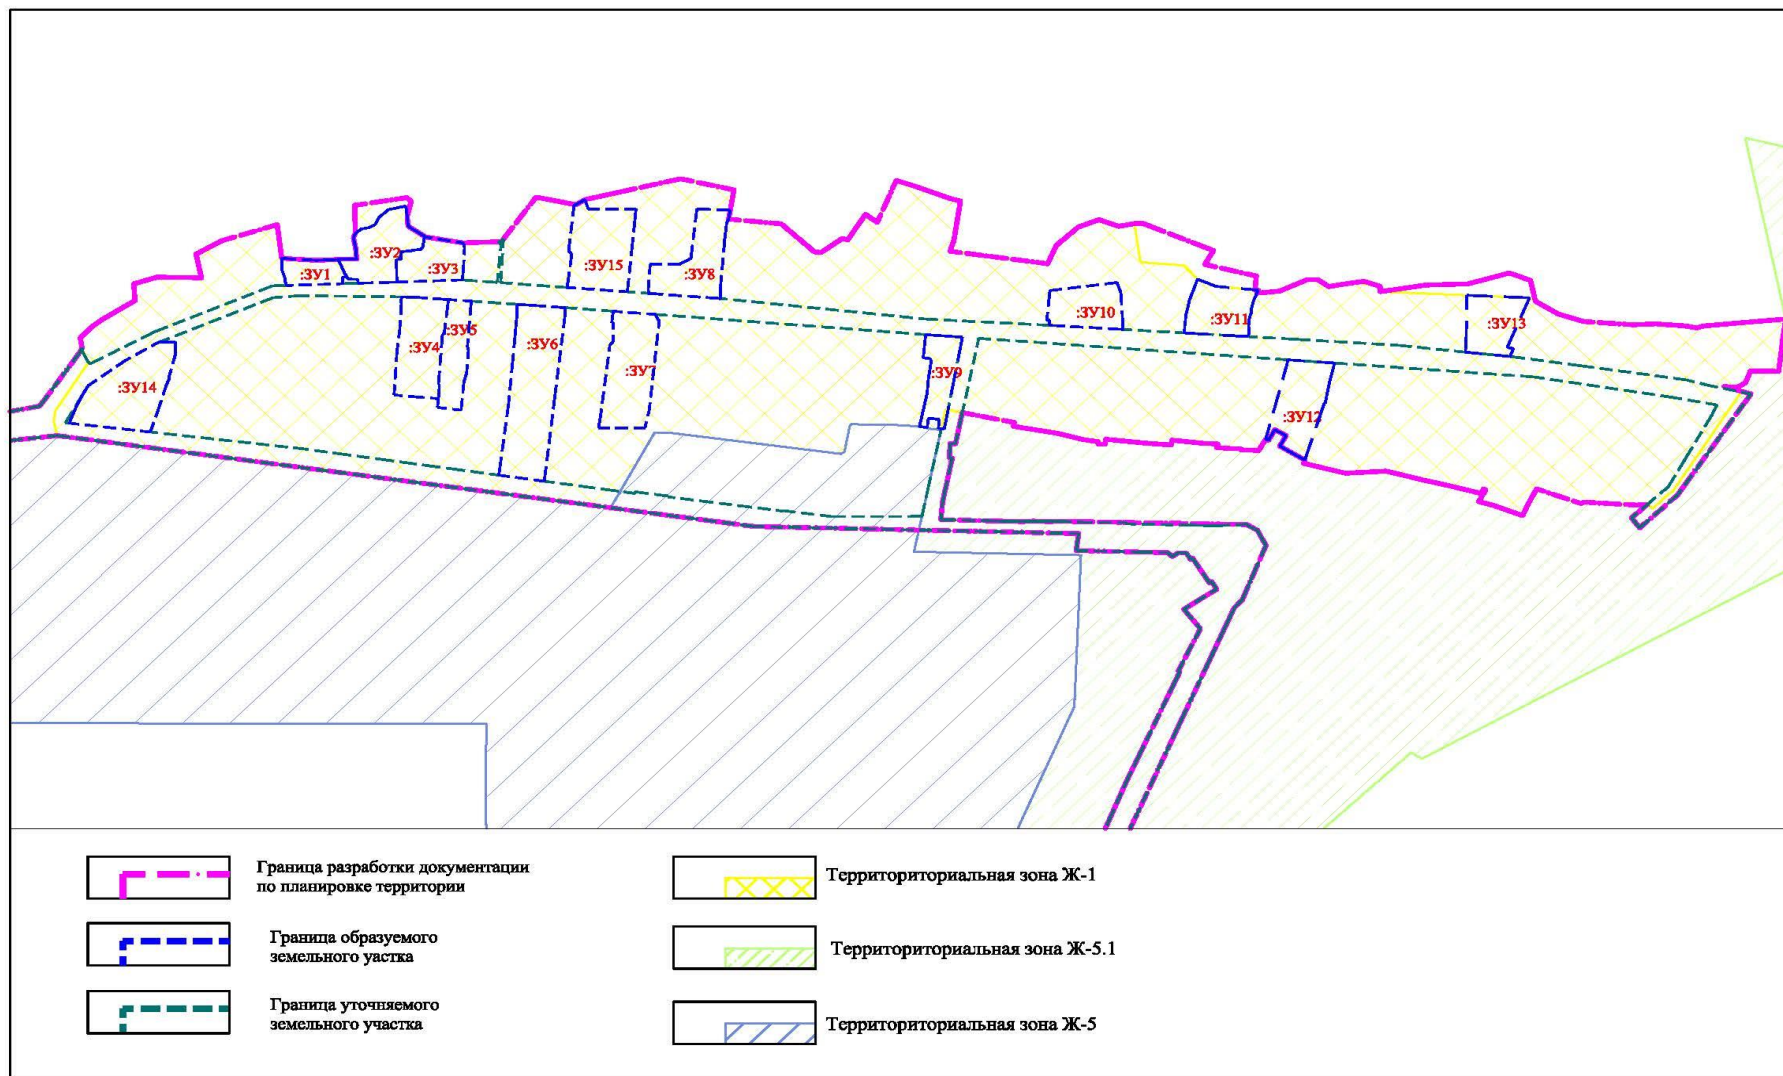 :ЗУ1
:ЗУ2
:ЗУ3
:ЗУ15
:ЗУ8
:ЗУ10
:ЗУ11
:ЗУ13
:ЗУ4
:ЗУ5
:ЗУ6
:ЗУ7
:ЗУ9
:ЗУ14
:ЗУ12
Граница разработки документации
по планировке территории
Граница образуемого
земельного уастка
Граница уточняемого
земельного участка
Территориториальная зона Ж-1
Территориториальная зона Ж-5.1
Территориториальная зона Ж-5